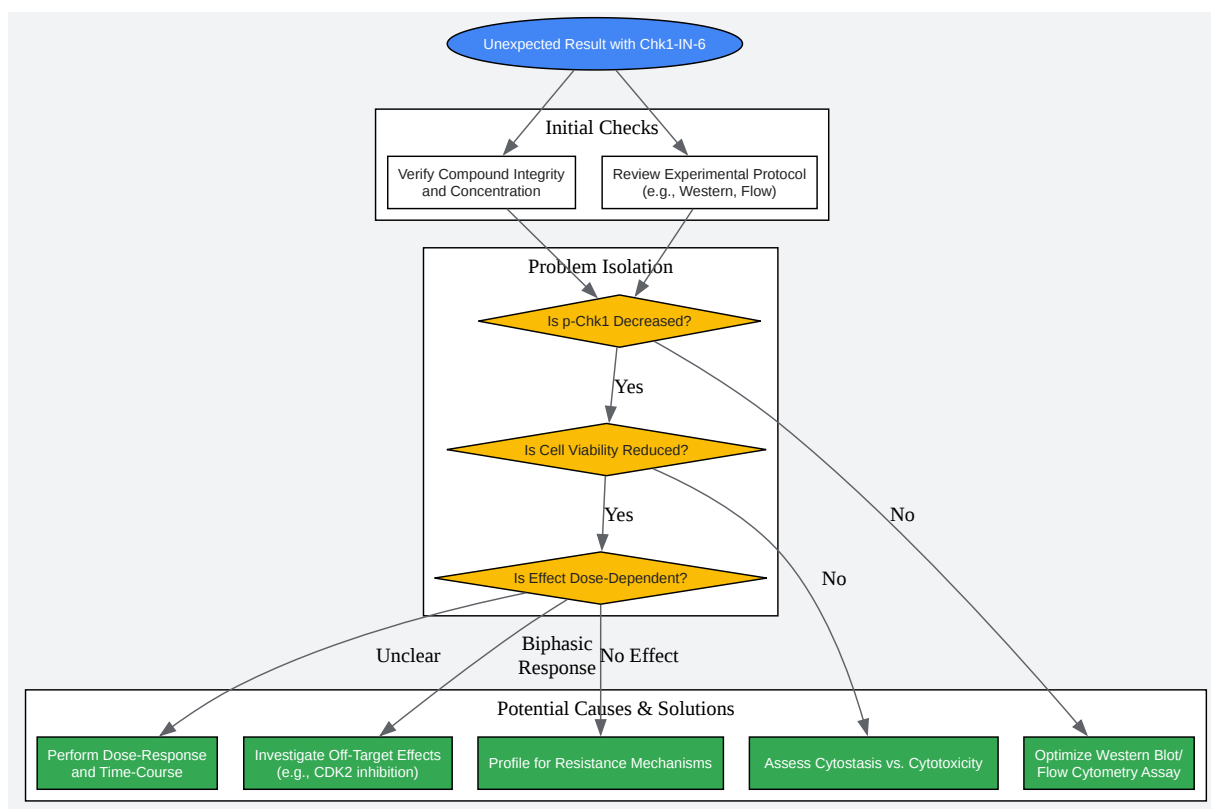 Unexpected Result with Chk1-IN-6
Initial Checks
Verify Compound Integrity
and Concentration
Review Experimental Protocol
(e.g., Western, Flow)
Problem Isolation
Is p-Chk1 Decreased?
Yes
Is Cell Viability Reduced?
Yes
No
Is Effect Dose-Dependent?
No
Unclear
Biphasic
Response
No Effect
Potential Causes & Solutions
Perform Dose-Response
and Time-Course
Investigate Off-Target Effects
(e.g., CDK2 inhibition)
Profile for Resistance Mechanisms
Assess Cytostasis vs. Cytotoxicity
Optimize Western Blot/
Flow Cytometry Assay